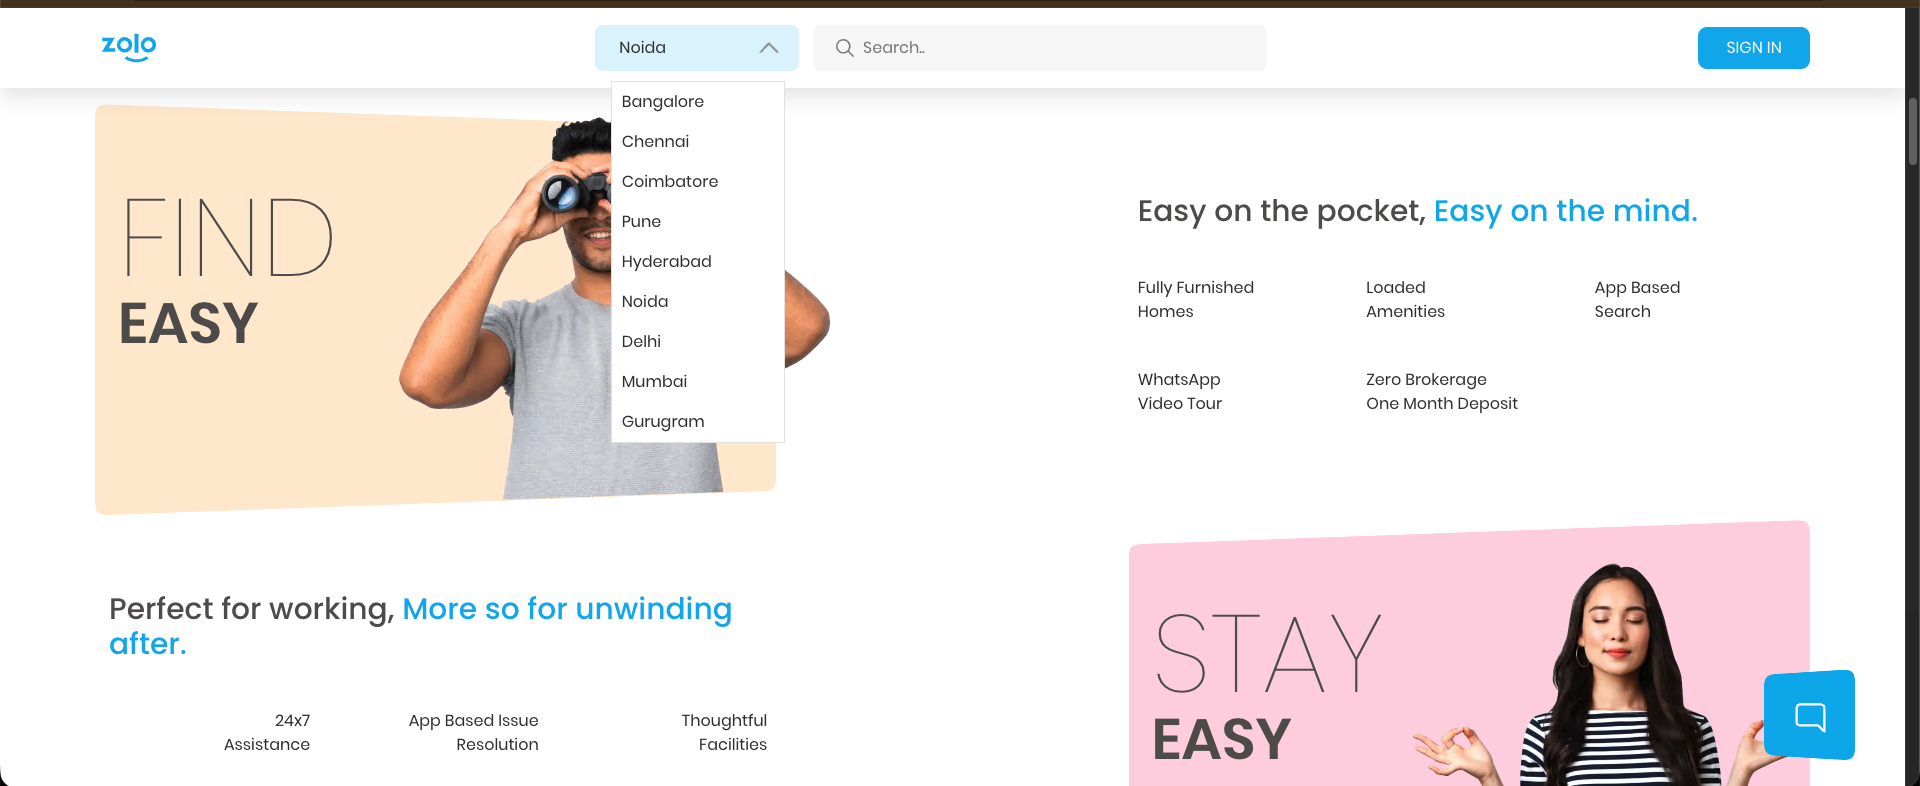 zolo
Noida
Search..
SIGN IN
Bangalore
Chennai
Coimbatore
Pune
Hyderabad
Noida
Delhi
Mumbai
Gurugram
FIND
EASY
Easy on the pocket, Easy on the mind.
Fully Furnished
Homes
Loaded
Amenities
App Based
Search
WhatsApp
Video Tour
Zero Brokerage
One Month Deposit
Perfect for working, More so for unwinding
after.
24x7
Assistance
App Based Issue
Resolution
Thoughtful
Facilities
STAY
EASY